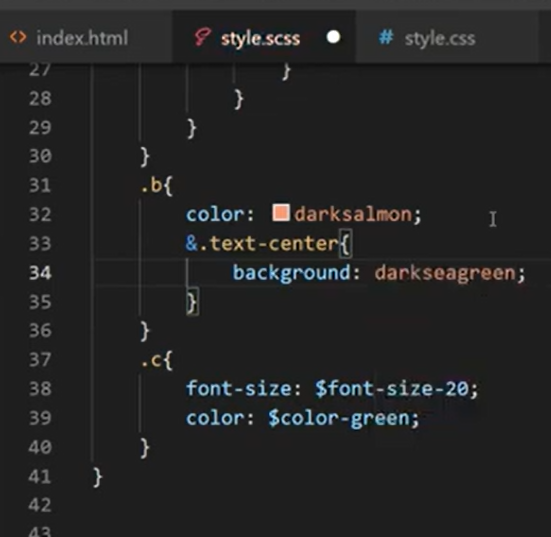 index.html style.scss style.css
27 }
28 }
29 }
30 }
31 .b{
32 color: darksalmon;
33 &.text-center{
34 background: darkseagreen;
35 }
36 }
37 .c{
38 font-size: $font-size-20;
39 color: $color-green;
40 }
41 }
42
43